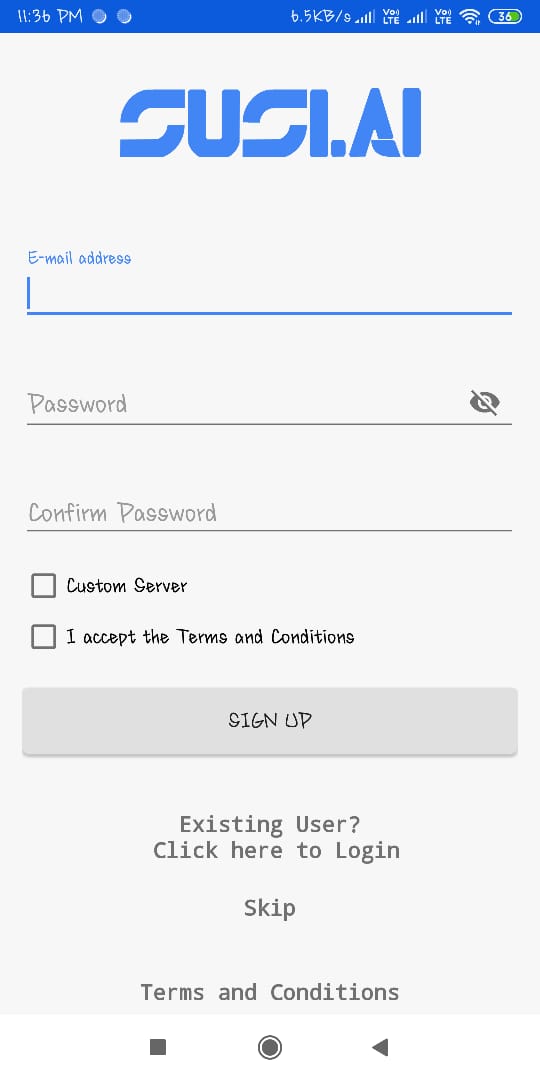 11:36 PM 6.5KB/s Vo) LTE Vo) LTE 36
SUSI.AI
E-mail address
Password
Confirm Password
Custom Server
I accept the Terms and Conditions
SIGN UP
Existing User?
Click here to Login
Skip
Terms and Conditions